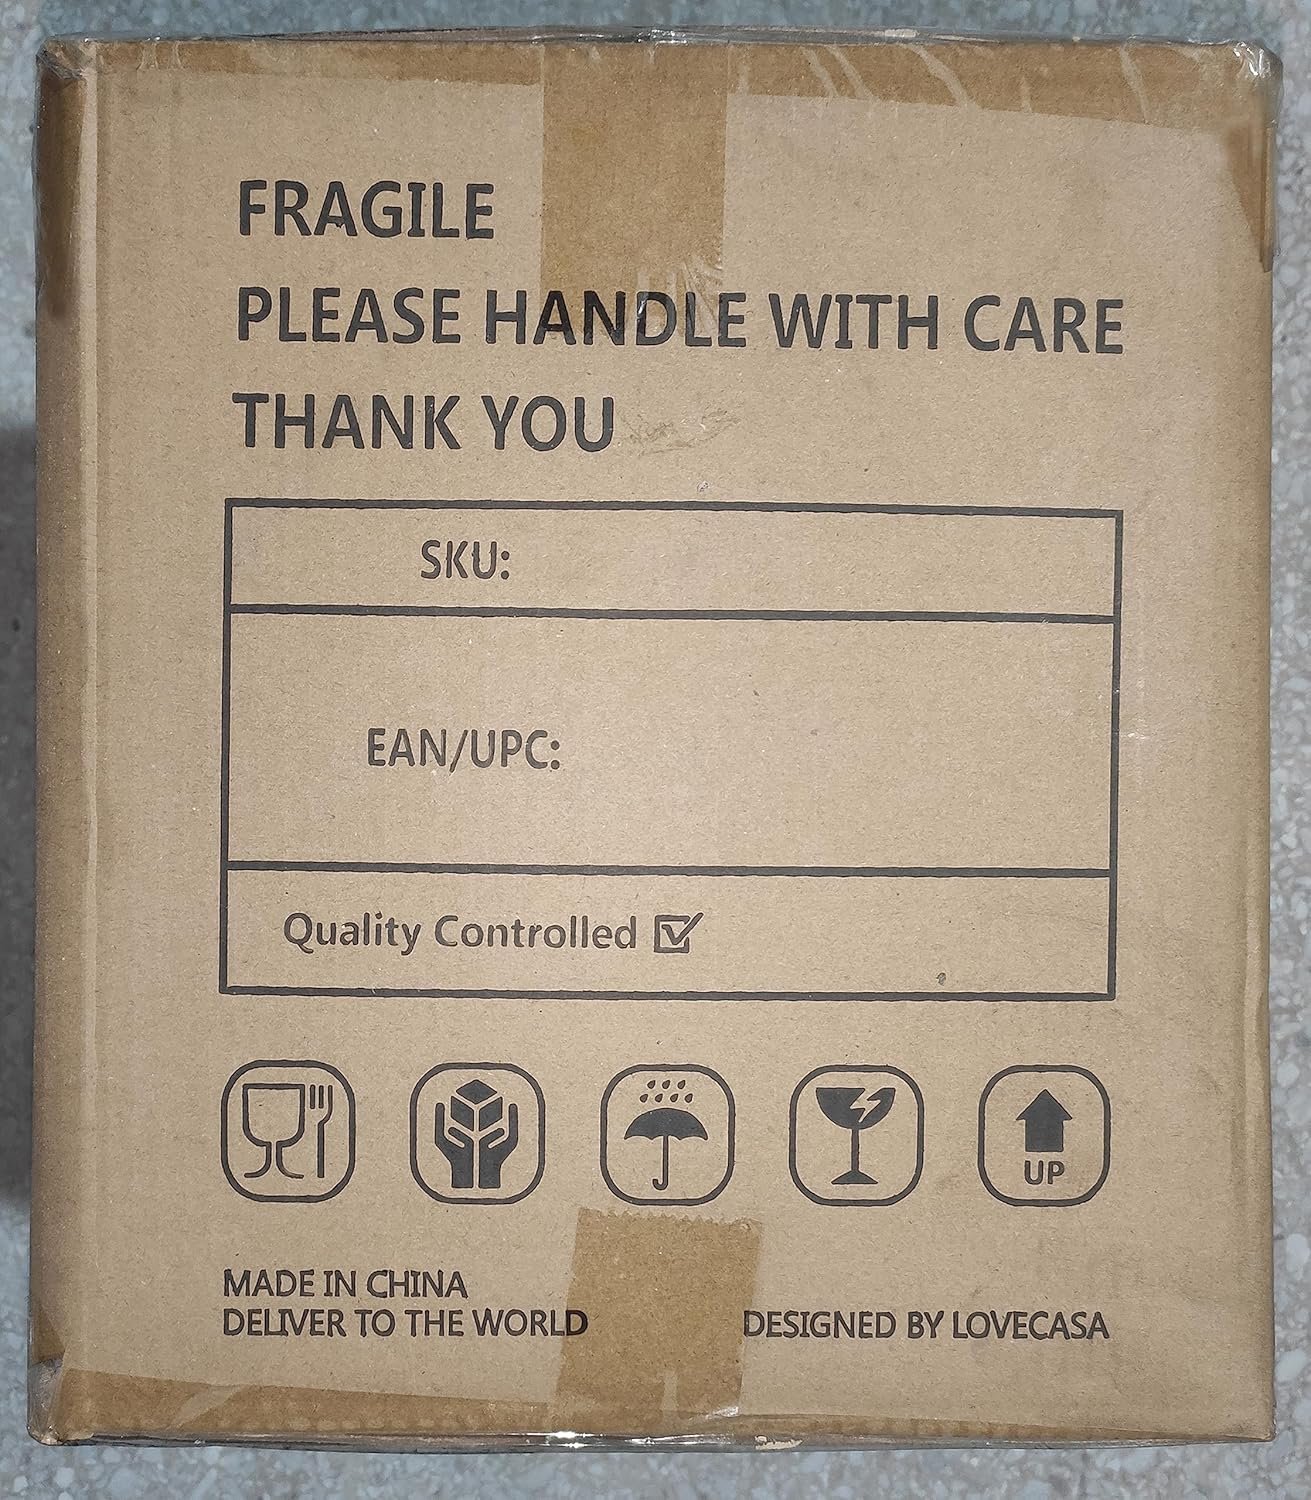 FRAGILE
PLEASE HANDLE WITH CARE
THANK YOU
SKU:
EAN/UPC:
Quality Controlled
UP
MADE IN CHINA
DELIVER TO THE WORLD
DESIGNED BY LOVECASA